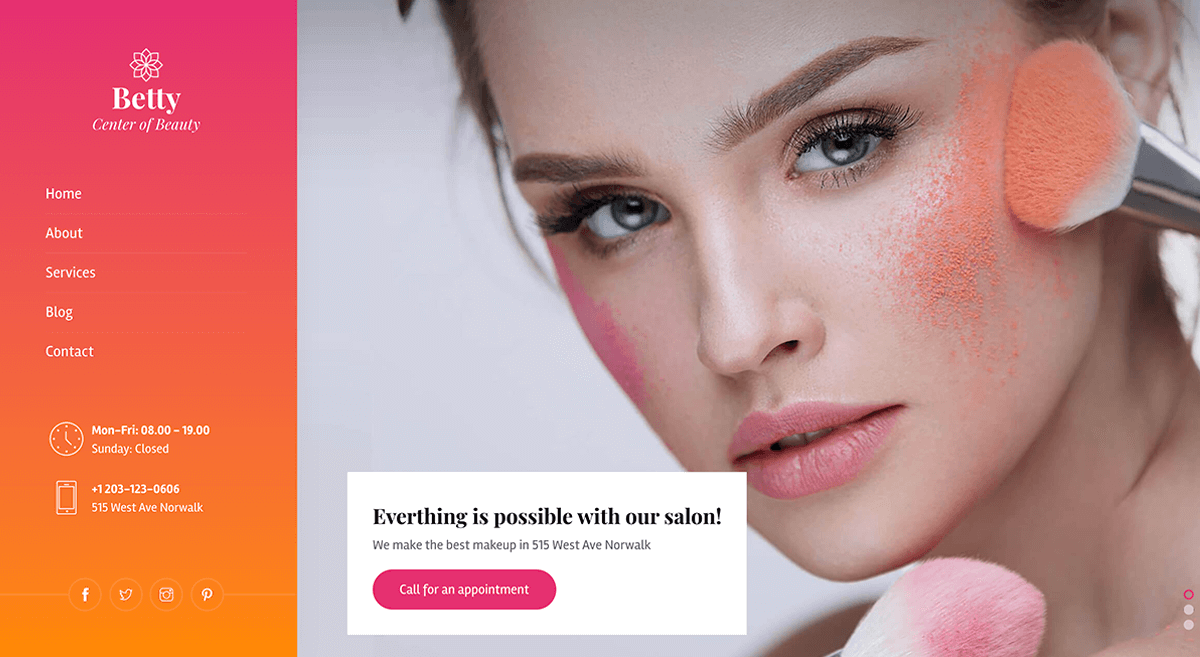 Betty
Center of Beauty
Home
About
Services
Blog
Contact
Mon-Fri: 08.00 - 19.00
Sunday: Closed
+1 203-123-0606
515 West Ave Norwalk
Everthing is possible with our salon!
We make the best makeup in 515 West Ave Norwalk
Call for an appointment